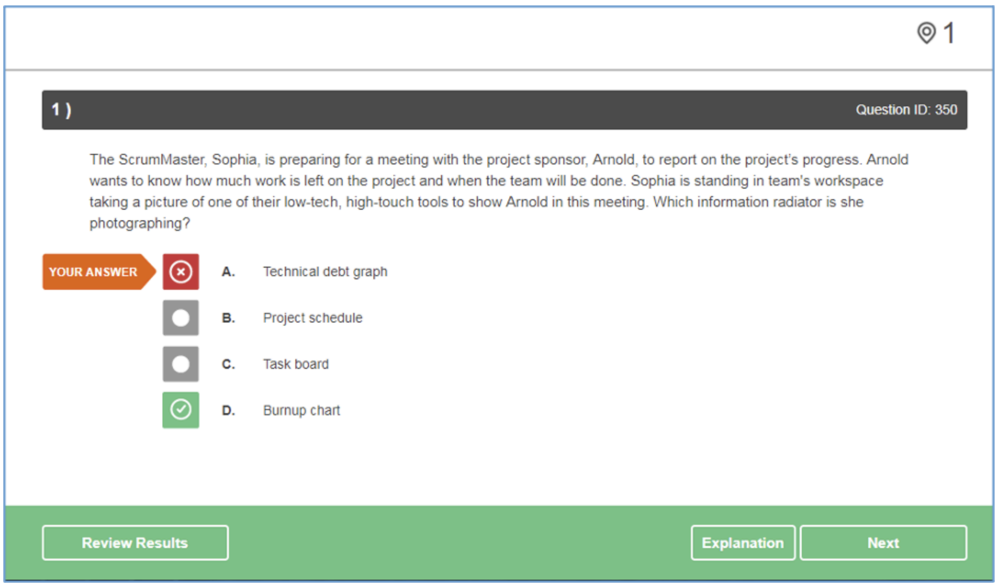 1
1 )
Question ID: 350
The ScrumMaster, Sophia, is preparing for a meeting with the project sponsor, Arnold, to report on the project's progress. Arnold
wants to know how much work is left on the project and when the team will be done. Sophia is standing in team's workspace
taking a picture of one of their low-tech, high-touch tools to show Arnold in this meeting. Which information radiator is she
photographing?
YOUR ANSWER
A. Technical debt graph
B. Project schedule
C. Task board
D. Burnup chart
Review Results
Explanation
Next